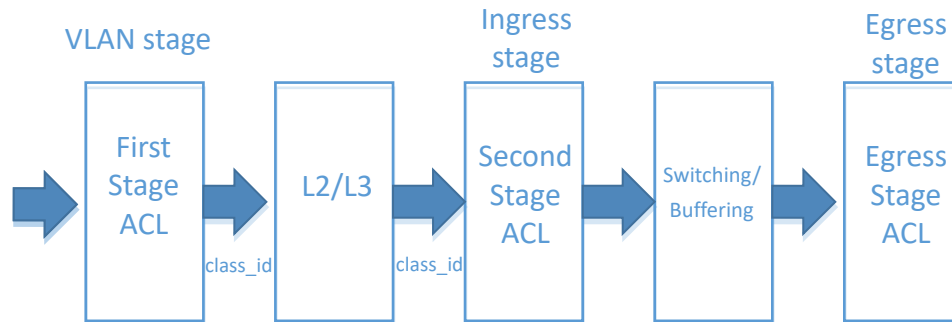 VLAN stage
Ingress
stage
Egress
stage
First
Stage
ACL
class_id
L2/L3
class_id
Second
Stage
ACL
Switching/
Buffering
Egress
Stage
ACL